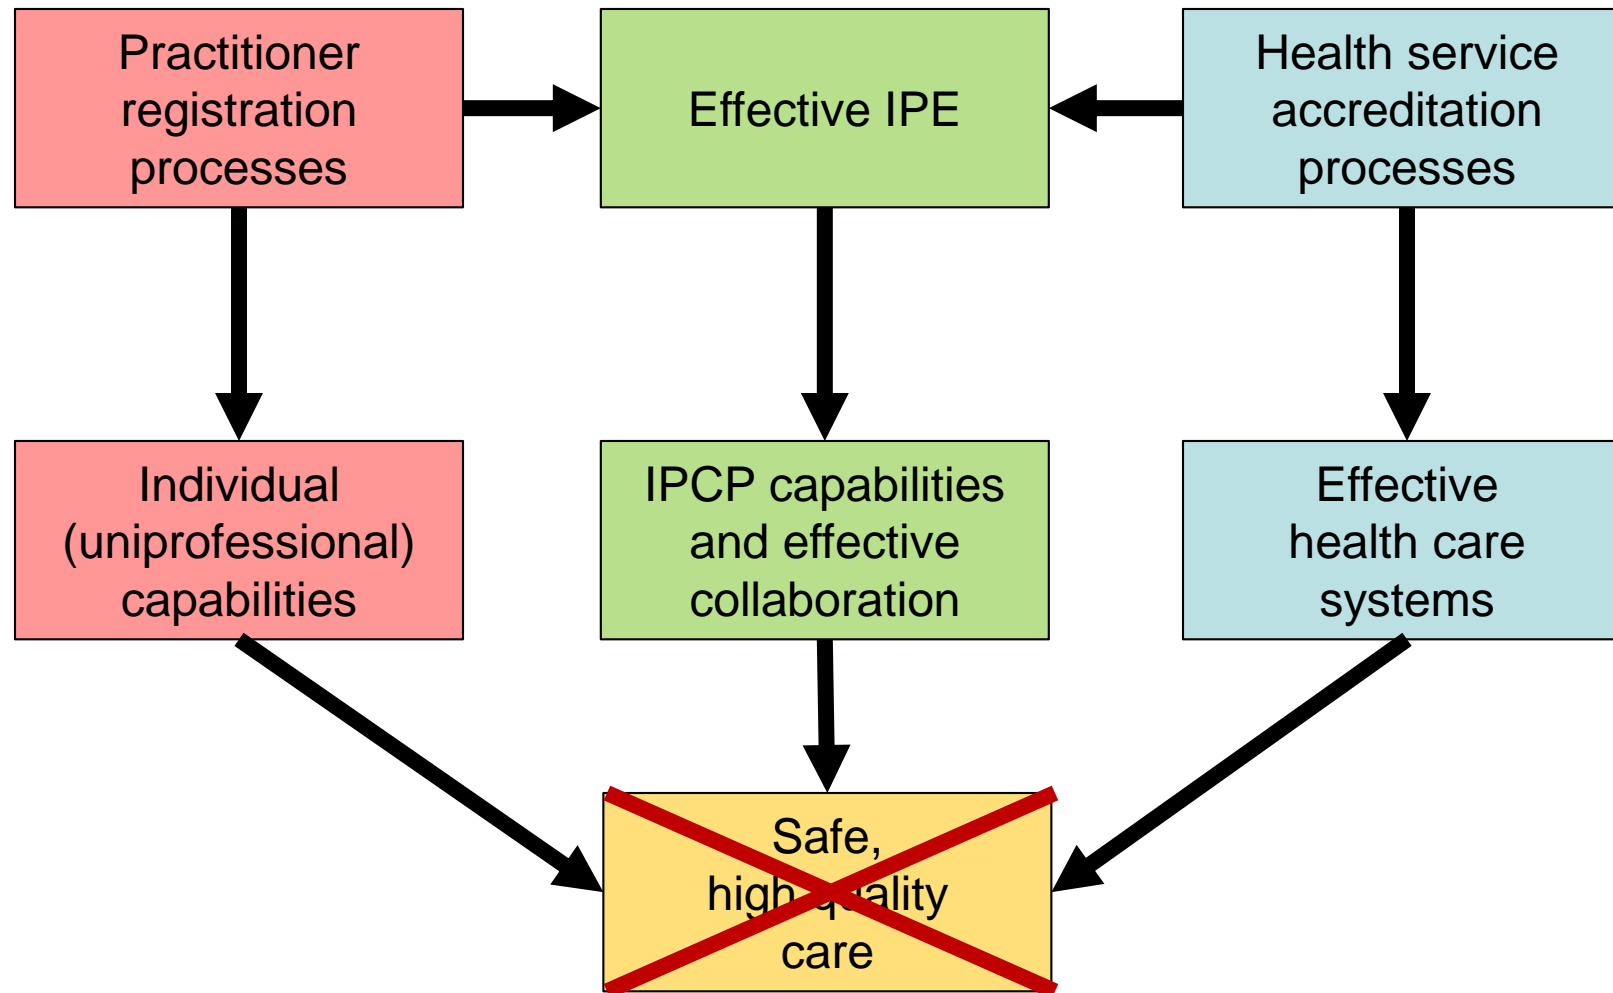 Practitioner
registration
processes
Effective IPE
Health service
accreditation
processes
Individual
(uniprofessional)
capabilities
IPCP capabilities
and effective
collaboration
Effective
health care
systems
Safe,
high quality
care